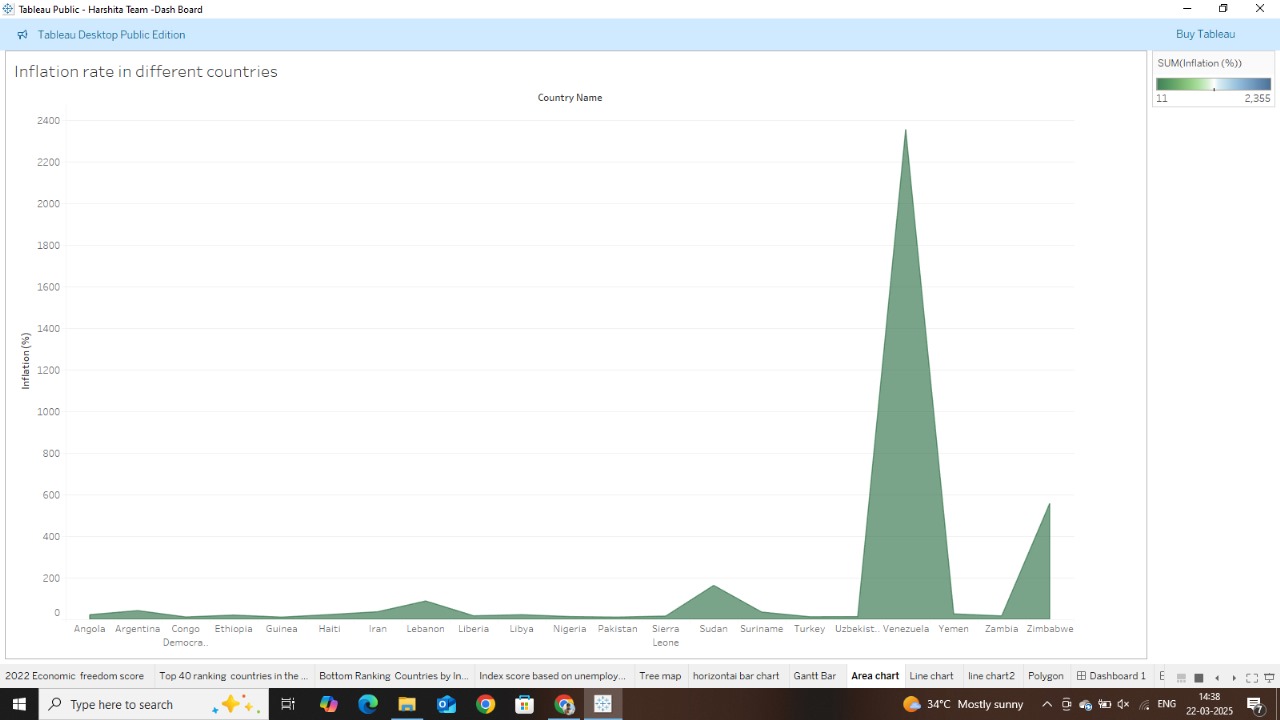 Tableau Public - Harshita Team -Dash Board
Tableau Desktop Public Edition
Buy Tableau
Inflation rate in different countries
SUM(Inflation (%))
11 2,355
Country Name
Inflation (%)
2400
2200
2000
1800
1600
1400
1200
1000
800
600
400
200
0
Angola Argentina Congo Democra.. Ethiopia Guinea Haiti Iran Lebanon Liberia Libya Nigeria Pakistan Sierra Leone Sudan Suriname Turkey Uzbekist.. Venezuela Yemen Zambia Zimbabwe
2022 Economic freedom score Top 40 ranking countries in the ... Bottom Ranking Countries by In... Index score based on unemploy... Tree map horizontai bar chart Gantt Bar Area chart Line chart line chart2 Polygon Dashboard 1
Type here to search
34°C Mostly sunny
ENG
14:38
22-03-2025